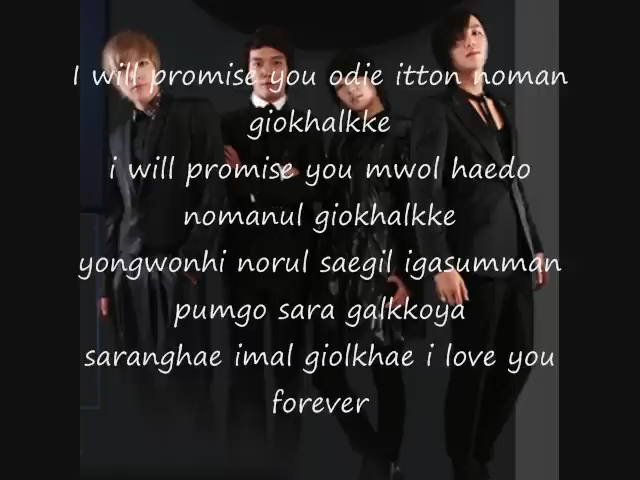 I will promise you odie itton noman
giokhalkke
i will promise you mwol haedo
nomanul giokhalkke
yongwonhi norul saegil igasumman
pumgo sara galkkoya
saranghae imal giolkhae i love you
forever